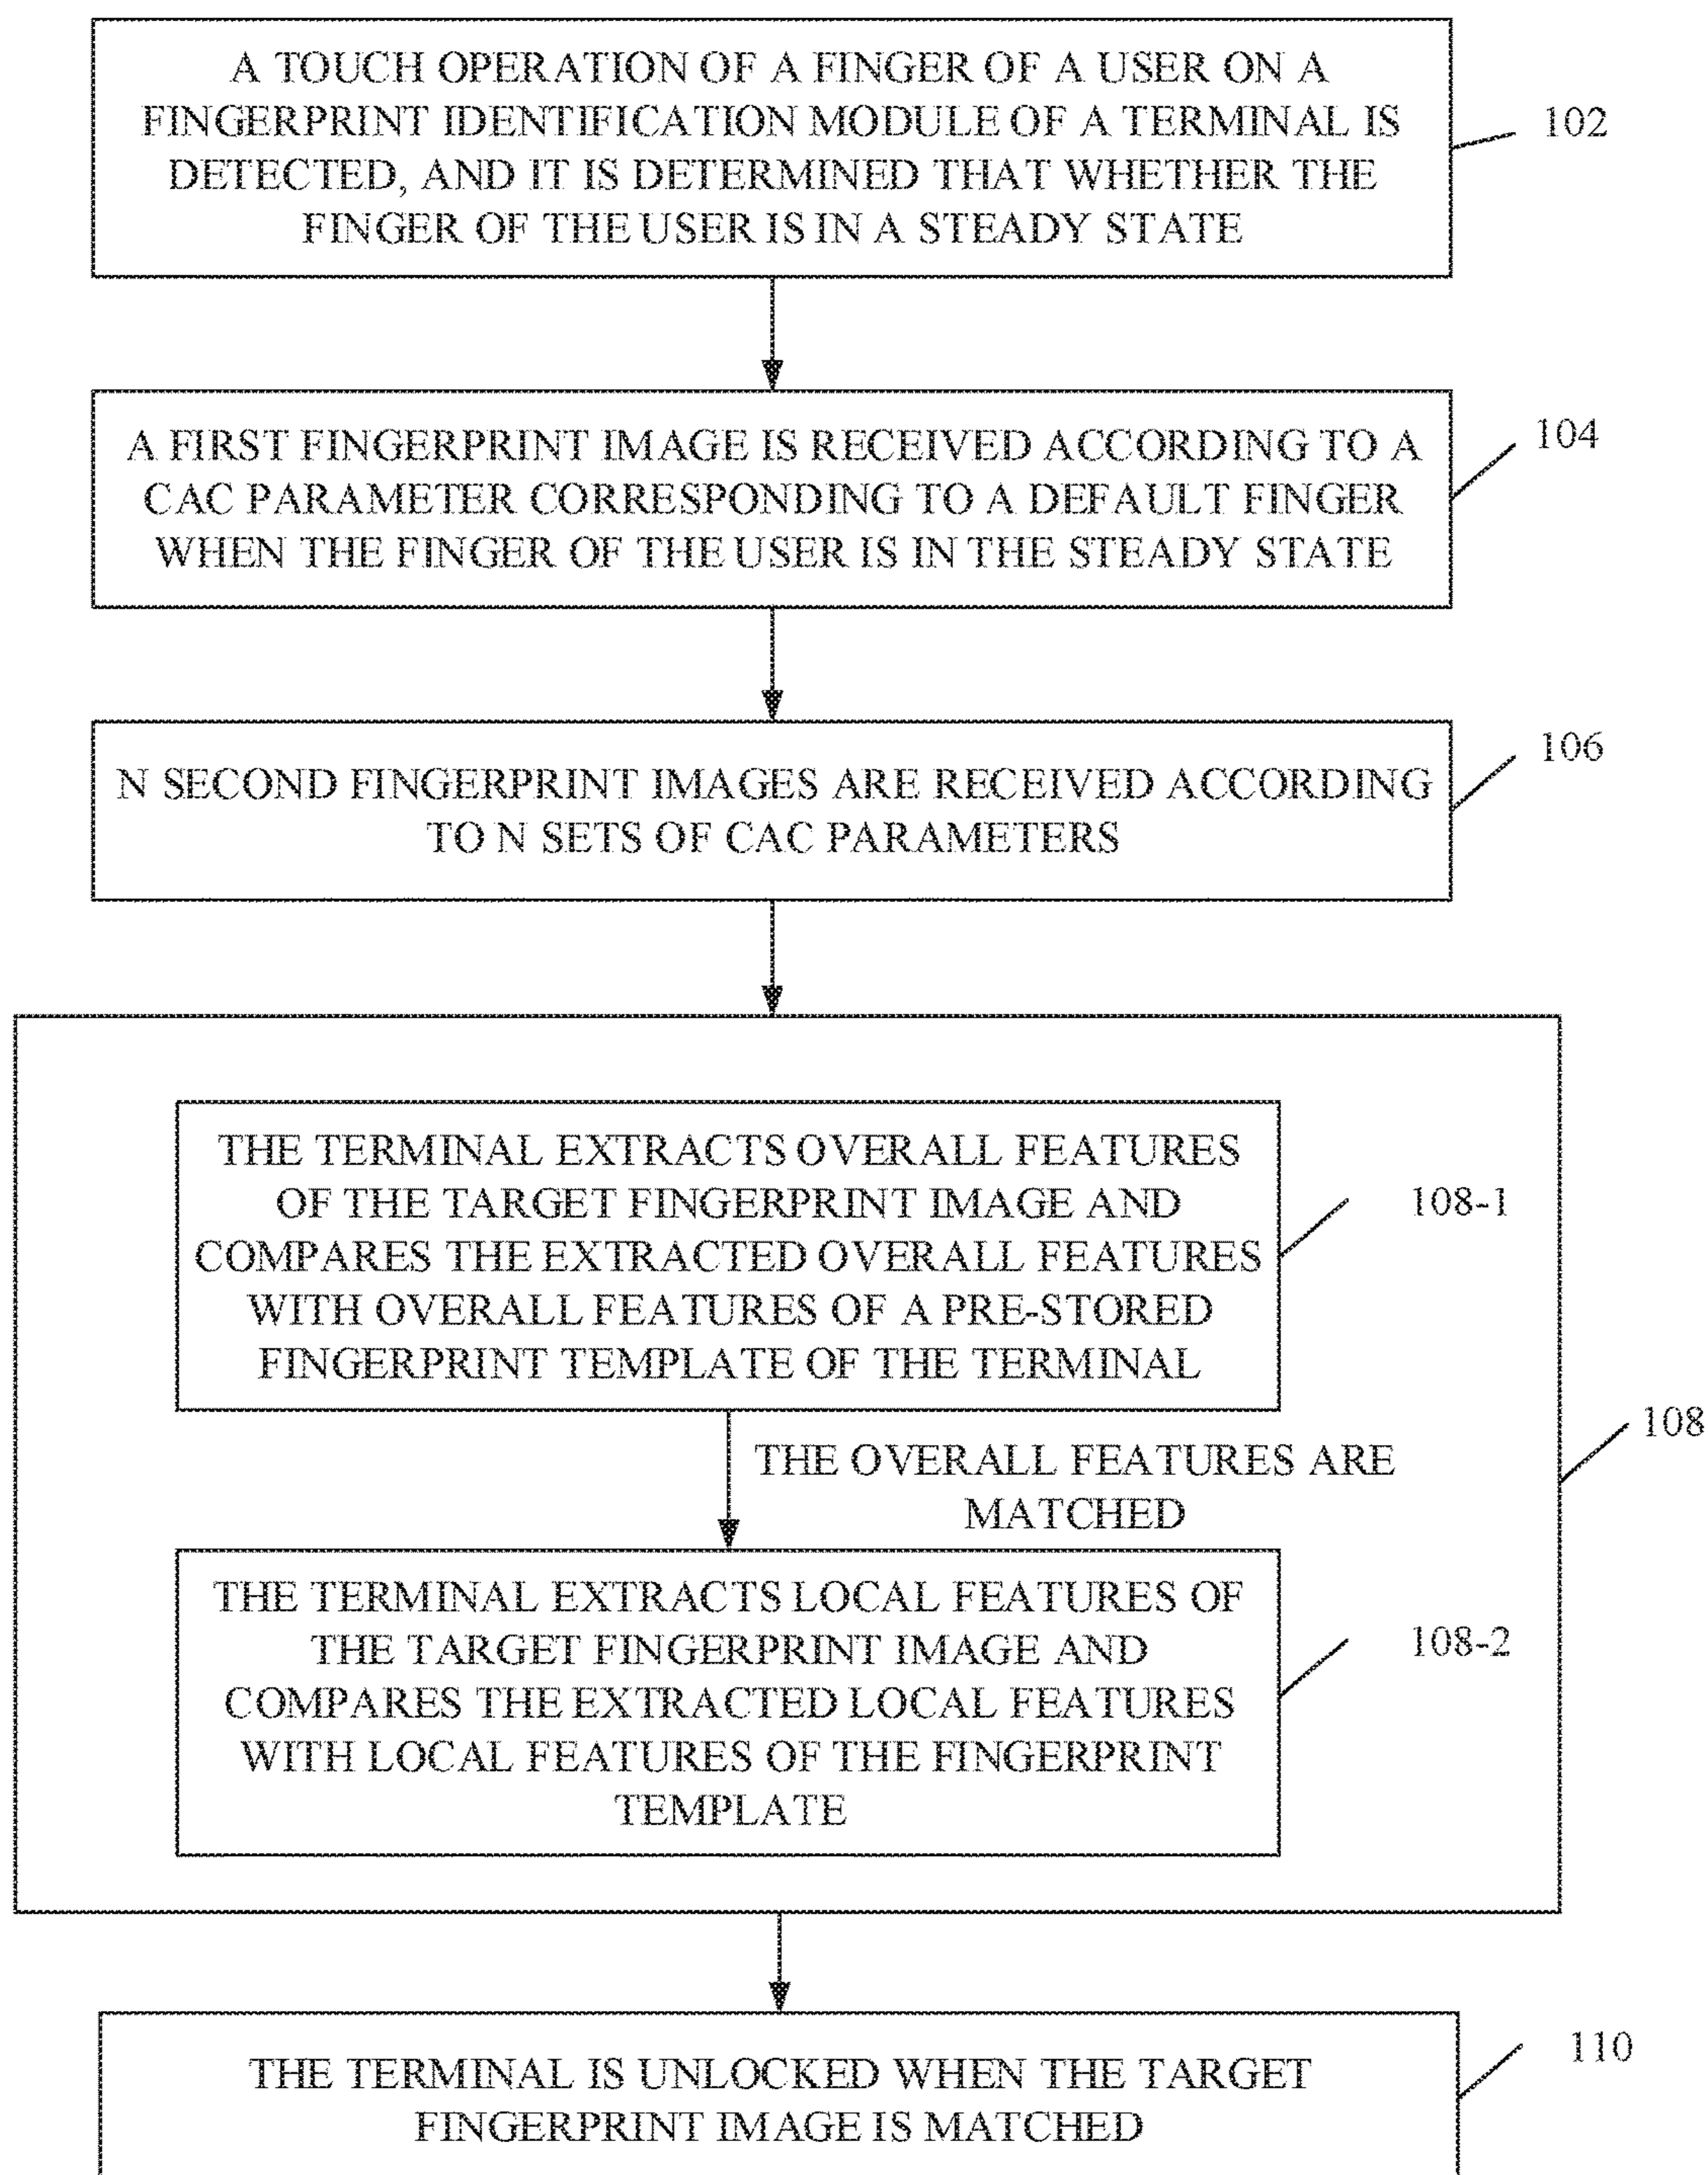 A TOUCH OPERATION OF A FINGER OF A USER ON A
FINGERPRINT IDENTIFICATION MODULE OF A TERMINAL IS
DETECTED, AND IT IS DETERMINED THAT WHETHER THE
FINGER OF THE USER IS IN A STEADY STATE
102
A FIRST FINGERPRINT IMAGE IS RECEIVED ACCORDING TO A
CAC PARAMETER CORRESPONDING TO A DEFAULT FINGER
WHEN THE FINGER OF THE USER IS IN THE STEADY STATE
104
N SECOND FINGERPRINT IMAGES ARE RECEIVED ACCORDING
TO N SETS OF CAC PARAMETERS
106
THE TERMINAL EXTRACTS OVERALL FEATURES
OF THE TARGET FINGERPRINT IMAGE AND
COMPARES THE EXTRACTED OVERALL FEATURES
WITH OVERALL FEATURES OF A PRE-STORED
FINGERPRINT TEMPLATE OF THE TERMINAL
108-1
THE OVERALL FEATURES ARE
MATCHED
108
THE TERMINAL EXTRACTS LOCAL FEATURES OF
THE TARGET FINGERPRINT IMAGE AND
COMPARES THE EXTRACTED LOCAL FEATURES
WITH LOCAL FEATURES OF THE FINGERPRINT
TEMPLATE
108-2
THE TERMINAL IS UNLOCKED WHEN THE TARGET
FINGERPRINT IMAGE IS MATCHED
110